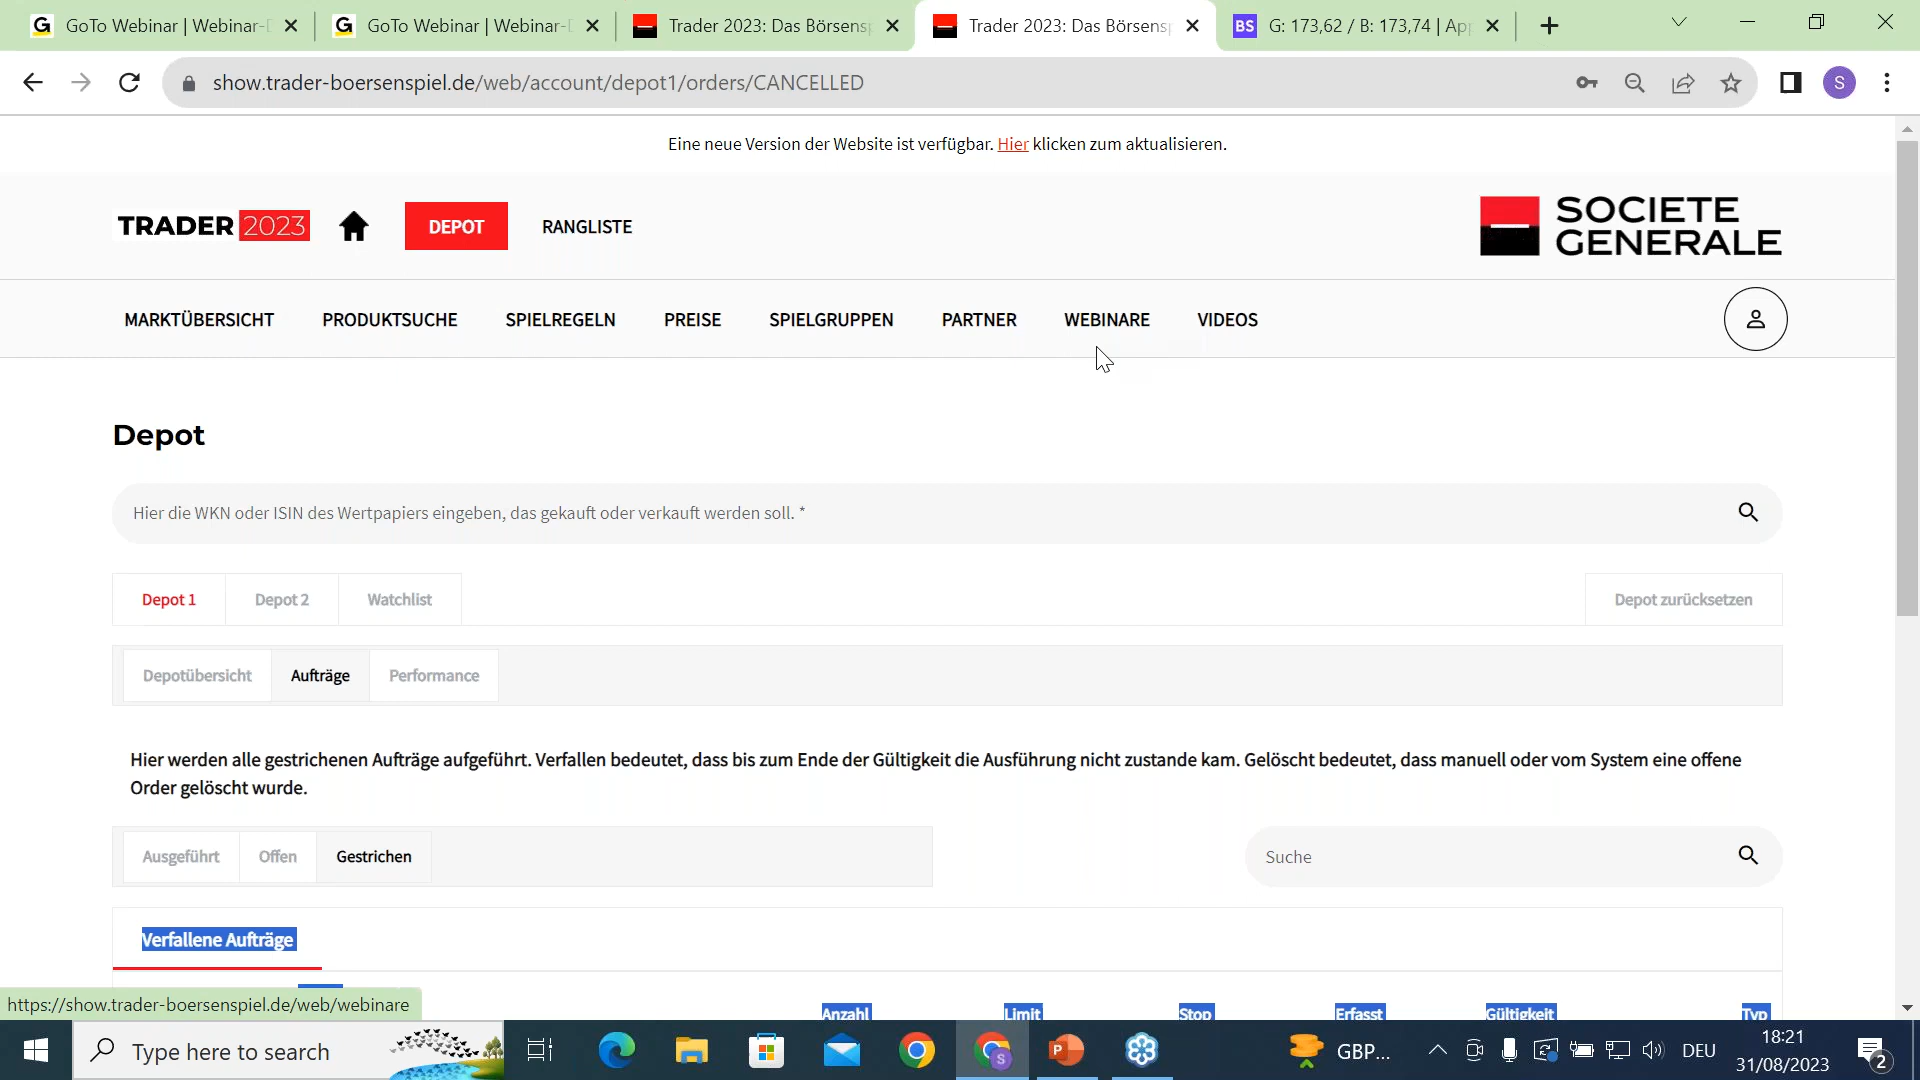 GoTo Webinar | Webinar-D
GoTo Webinar | Webinar-D
Trader 2023: Das Börsensp
Trader 2023: Das Börsensp
BS G: 173,62 / B: 173,74 | App
show.trader-boersenspiel.de/web/account/depot1/orders/CANCELLED
S
Eine neue Version der Website ist verfügbar. Hier klicken zum aktualisieren.
TRADER 2023
DEPOT
RANGLISTE
SOCIETE
GENERALE
MARKTÜBERSICHT
PRODUKTSUCHE
SPIELREGELN
PREISE
SPIELGRUPPEN
PARTNER
WEBINARE
VIDEOS
Depot
Hier die WKN oder ISIN des Wertpapiers eingeben, das gekauft oder verkauft werden soll. *
Depot 1
Depot 2
Watchlist
Depot zurücksetzen
Depotübersicht
Aufträge
Performance
Hier werden alle gestrichenen Aufträge aufgeführt. Verfallen bedeutet, dass bis zum Ende der Gültigkeit die Ausführung nicht zustande kam. Gelöscht bedeutet, dass manuell oder vom System eine offene
Order gelöscht wurde.
Ausgeführt
Offen
Gestrichen
Suche
Verfallene Aufträge
https://show.trader-boersenspiel.de/web/webinare
Anzahl
Limit
Stop
Erfasst
Gültigkeit
Typ
Type here to search
GBP...
DEU
18:21
31/08/2023
2